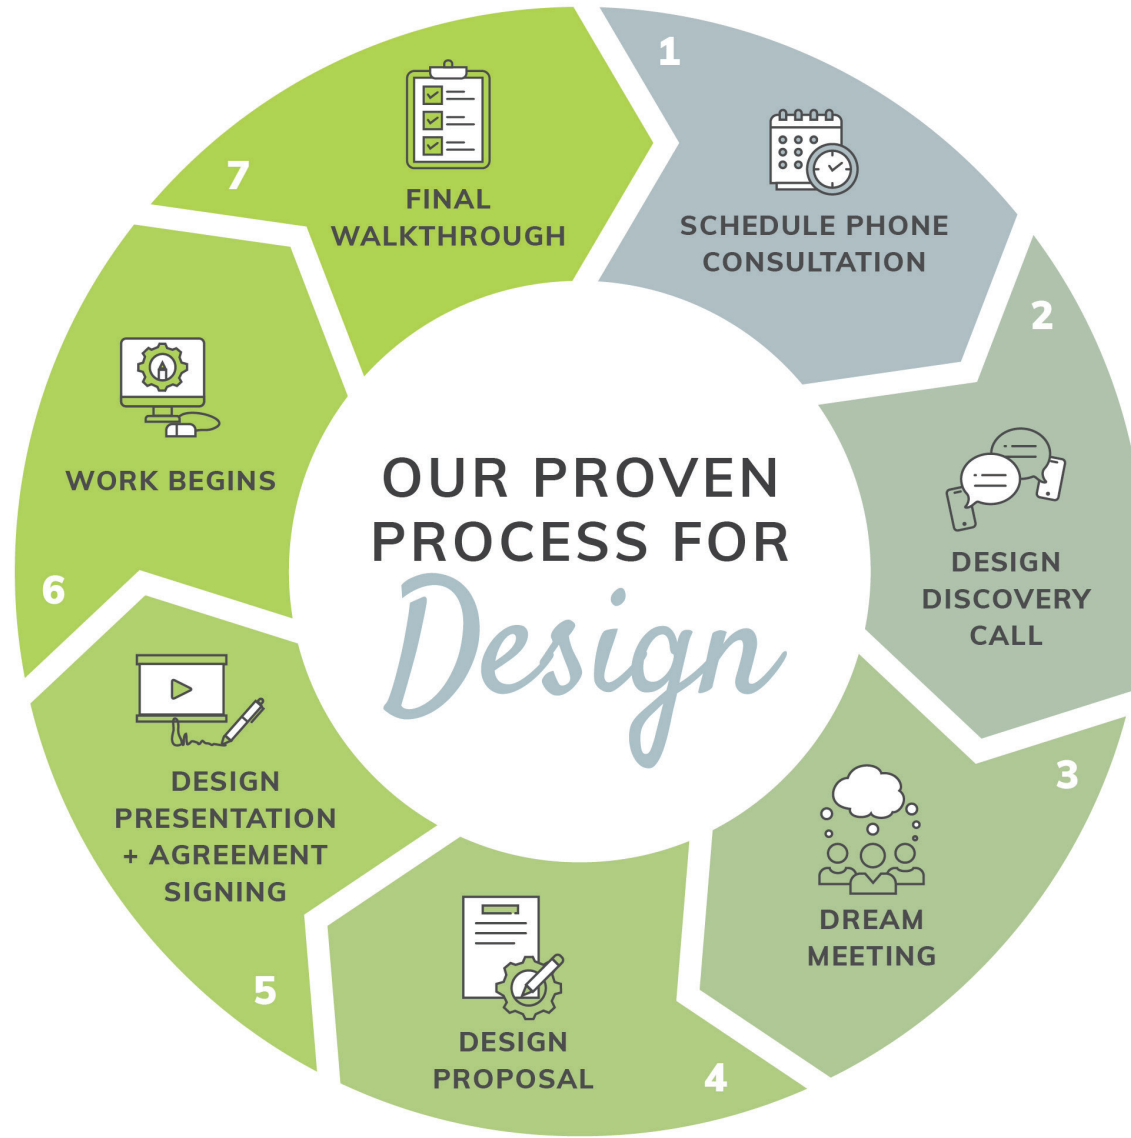 OUR PROVEN
PROCESS FOR
Design
1
SCHEDULE PHONE
CONSULTATION
2
DESIGN
DISCOVERY
CALL
3
DREAM
MEETING
4
DESIGN
PROPOSAL
5
DESIGN
PRESENTATION
+ AGREEMENT
SIGNING
6
WORK BEGINS
7
FINAL
WALKTHROUGH